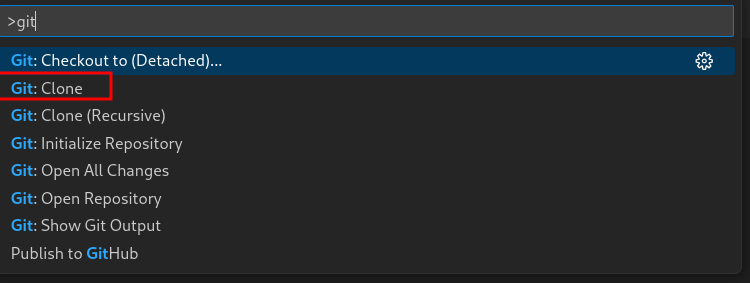 >git
Git: Checkout to (Detached)...
Git: Clone
Git: Clone (Recursive)
Git: Initialize Repository
Git: Open All Changes
Git: Open Repository
Git: Show Git Output
Publish to GitHub